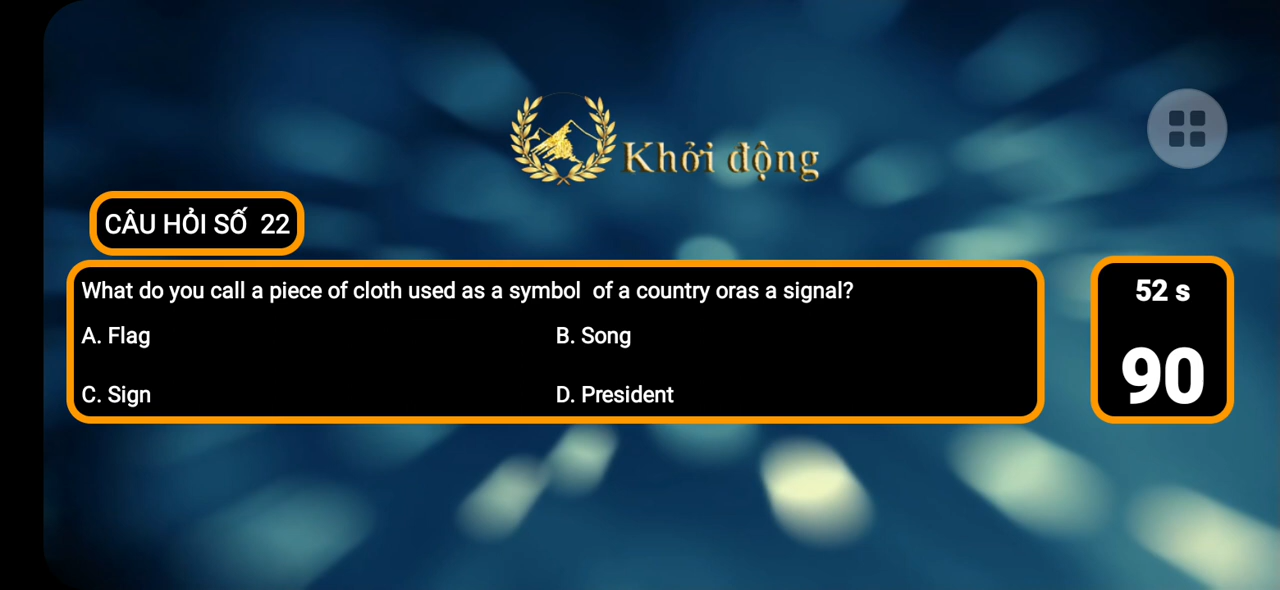 Khởi động
CÂU HỎI SỐ 22
What do you call a piece of cloth used as a symbol  of a country oras a signal?
A. Flag
B. Song
C. Sign
D. President
52 s
90